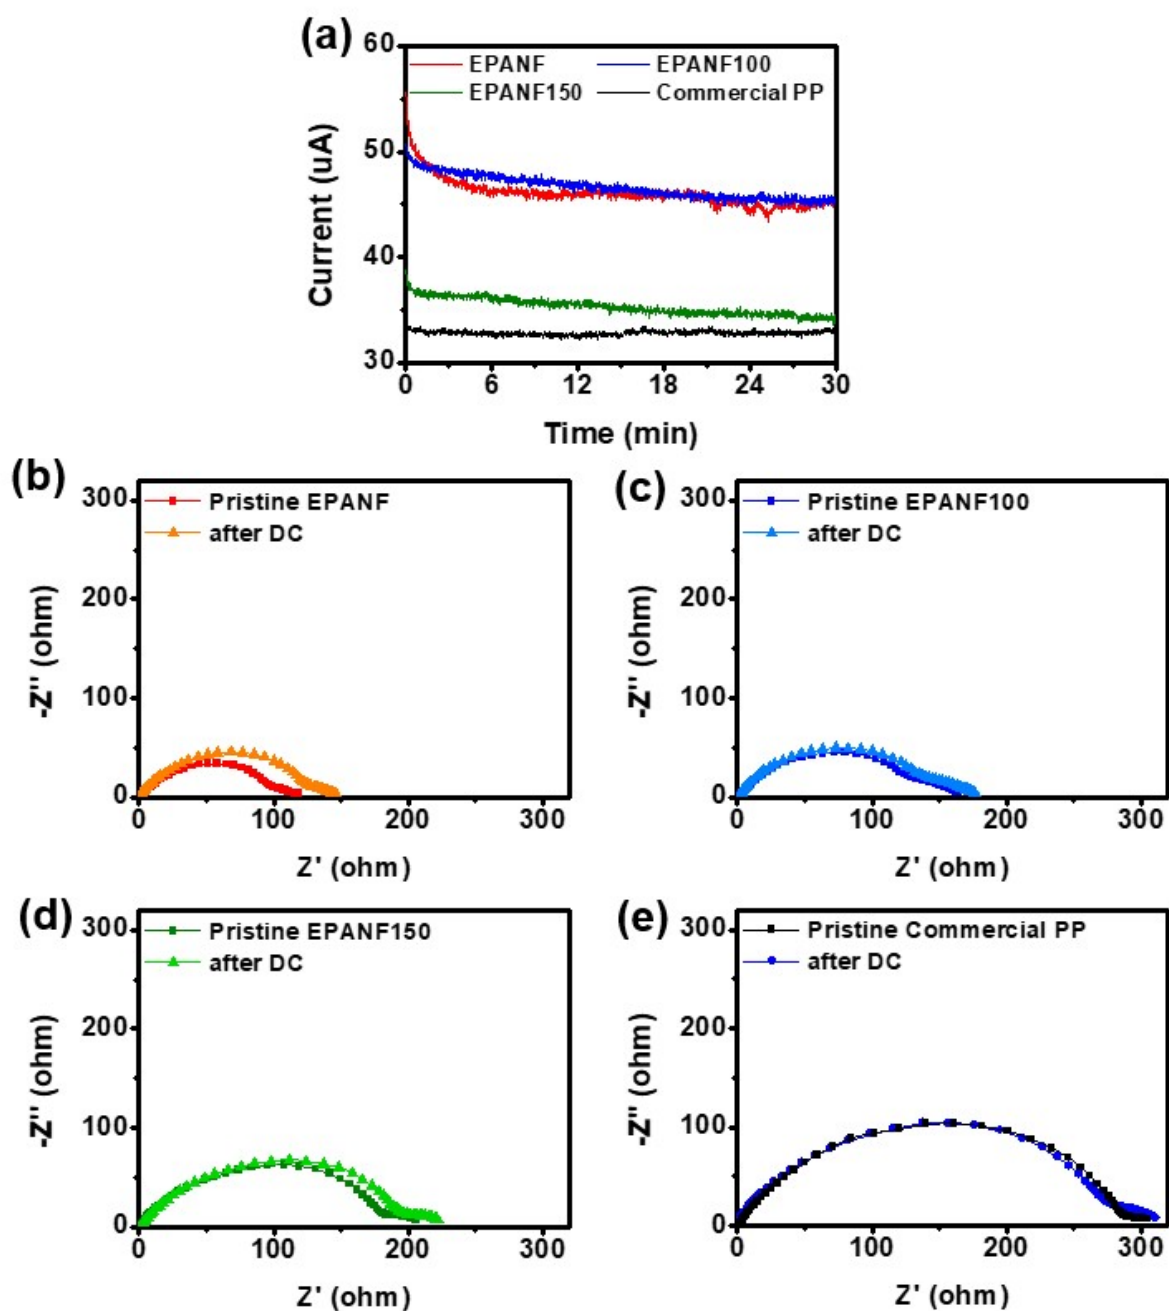 (a)
60
50
40
30
Current (uA)
EPANF
EPANF100
EPANF150
Commercial PP
0 6 12 18 24 30
Time (min)
(b)
300
200
100
0
-Z" (ohm)
Pristine EPANF
after DC
0 100 200 300
Z' (ohm)
(c)
300
200
100
0
-Z" (ohm)
Pristine EPANF100
after DC
0 100 200 300
Z' (ohm)
(d)
300
200
100
0
-Z" (ohm)
Pristine EPANF150
after DC
0 100 200 300
Z' (ohm)
(e)
300
200
100
0
-Z" (ohm)
Pristine Commercial PP
after DC
0 100 200 300
Z' (ohm)